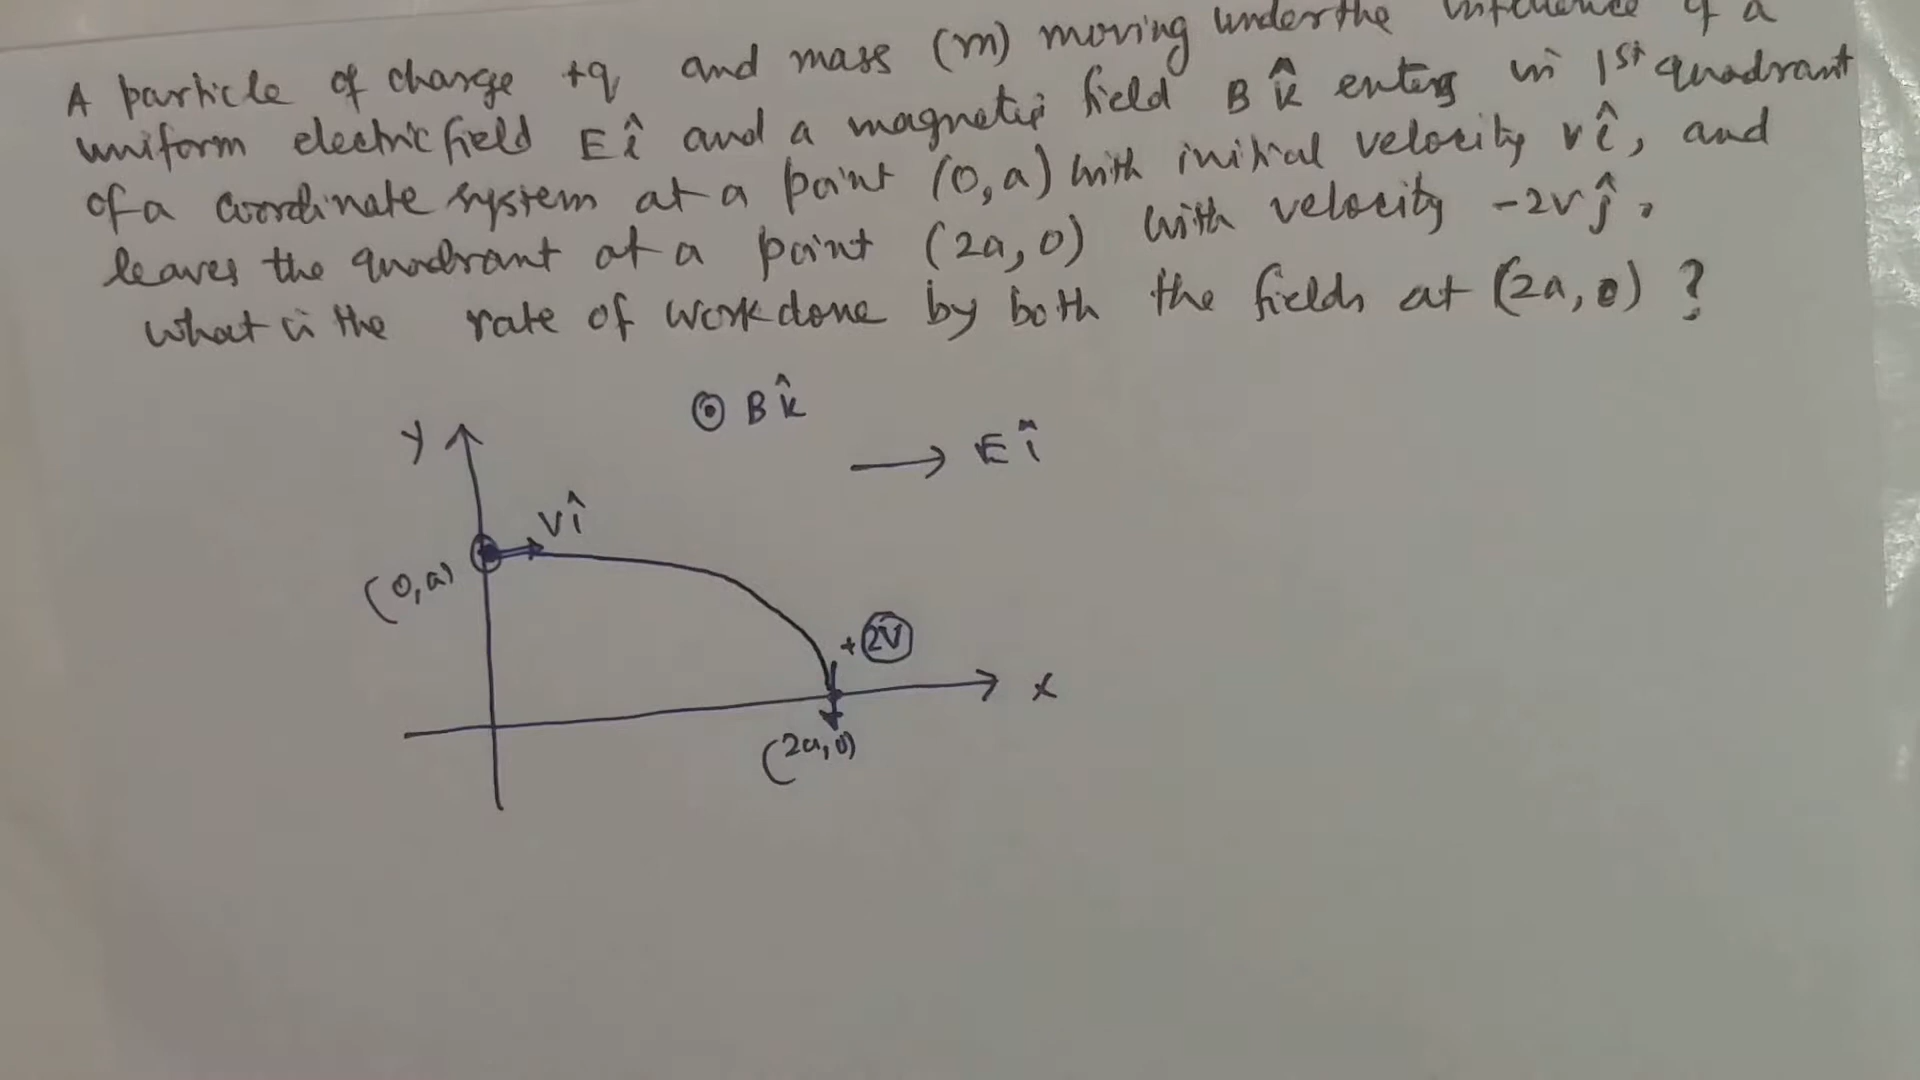 A particle of charge +q and mass (m) moving under the influence of a
uniform electric field E î and a magnetic field B k̂ enters in 1st quadrant
of a coordinate system at a point (0, a) with initial velocity v î, and
leaves the quadrant at a point (2a, 0) with velocity -2v ĵ.
what is the rate of work done by both the fields at (2a, 0) ?
B k̂
y
E î
v î
(0, a)
+ 2v
x
(2a, 0)